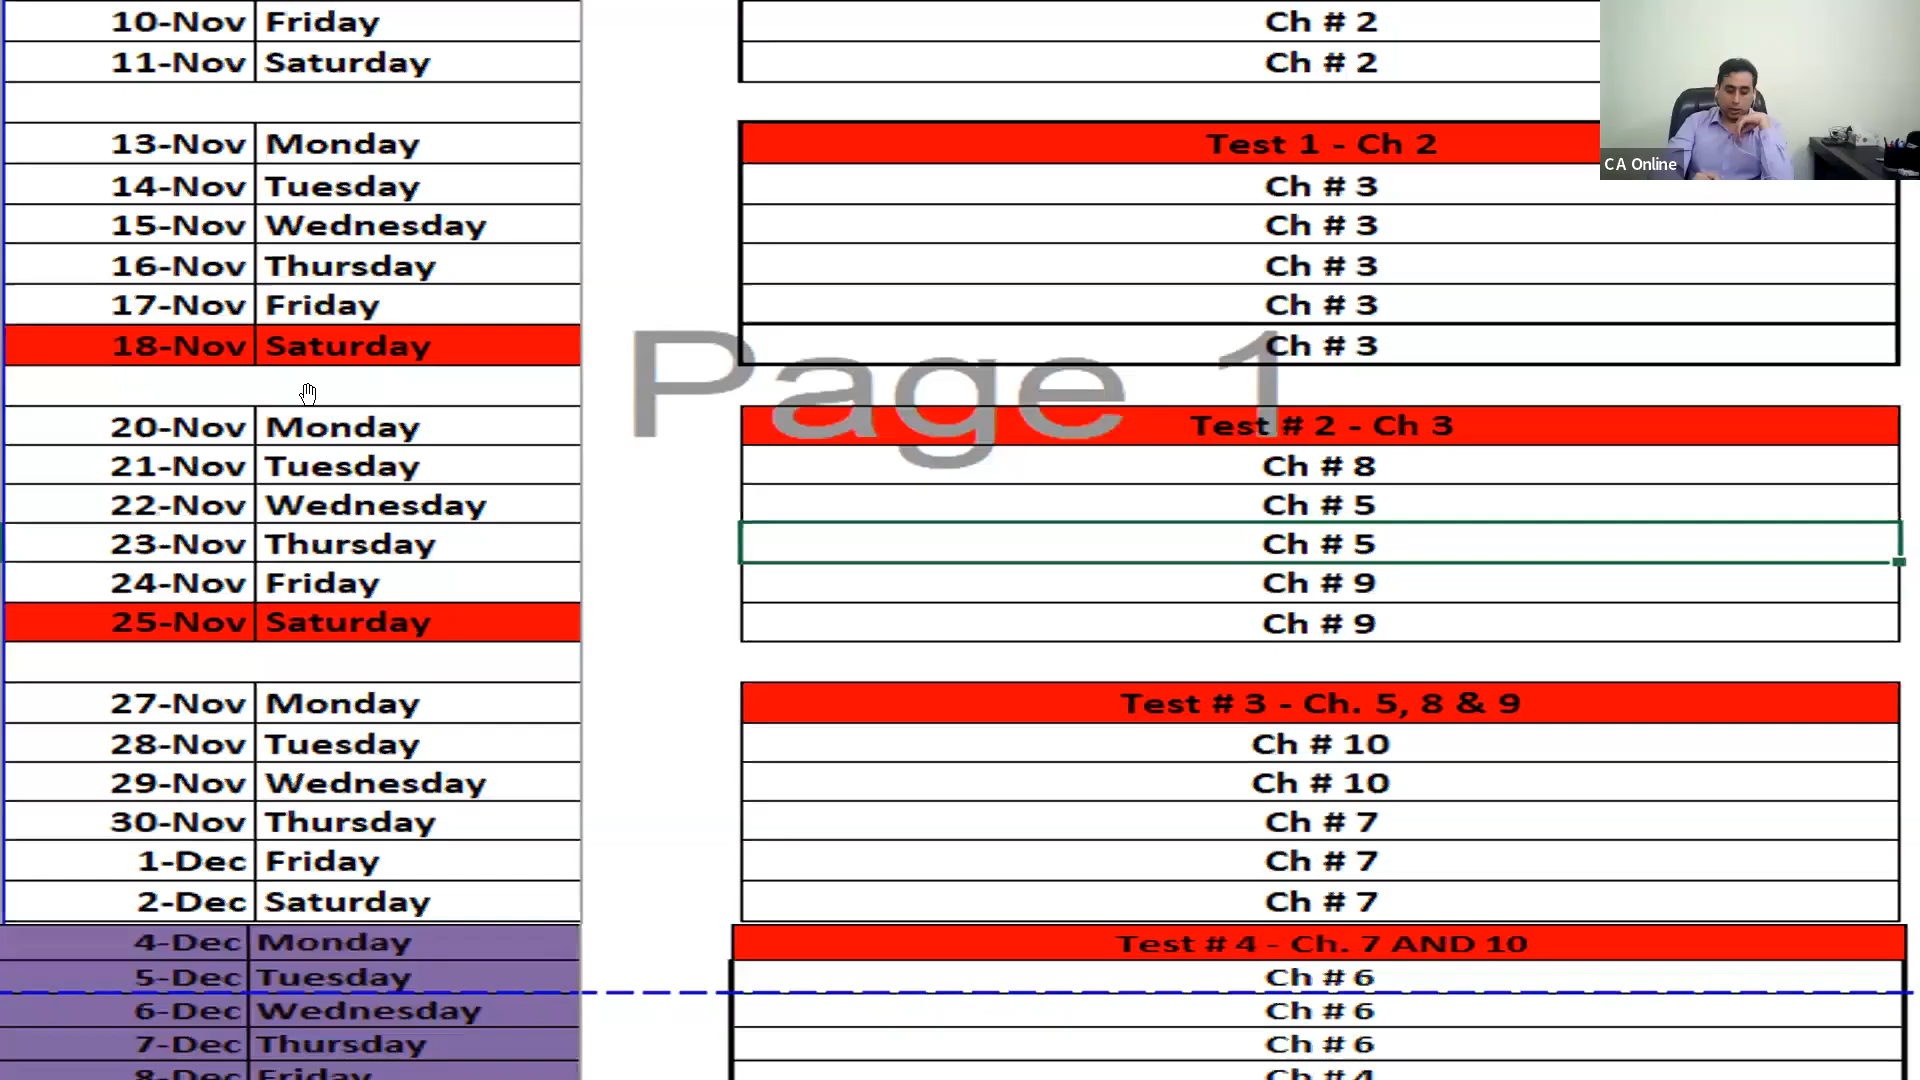 10-Nov Friday Ch # 2
11-Nov Saturday Ch # 2
13-Nov Monday Test 1 - Ch 2
C A Online
14-Nov Tuesday Ch # 3
15-Nov Wednesday Ch # 3
16-Nov Thursday Ch # 3
17-Nov Friday Ch # 3
18-Nov Saturday Ch # 3
Page 1
20-Nov Monday Test # 2 - Ch 3
21-Nov Tuesday Ch # 8
22-Nov Wednesday Ch # 5
23-Nov Thursday Ch # 5
24-Nov Friday Ch # 9
25-Nov Saturday Ch # 9
27-Nov Monday Test # 3 - Ch. 5, 8 & 9
28-Nov Tuesday Ch # 10
29-Nov Wednesday Ch # 10
30-Nov Thursday Ch # 7
1-Dec Friday Ch # 7
2-Dec Saturday Ch # 7
4-Dec Monday Test # 4 - Ch. 7 AND 10
5-Dec Tuesday Ch # 6
6-Dec Wednesday Ch # 6
7-Dec Thursday Ch # 6
8-Dec Friday Ch # 4